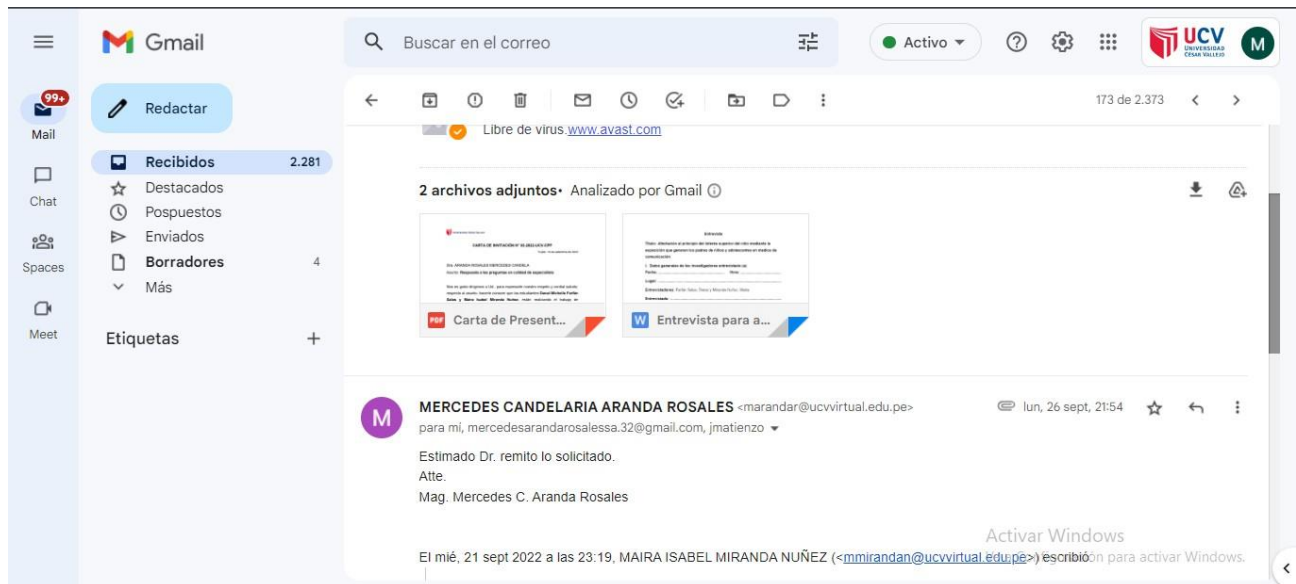 Gmail
Buscar en el correo
Activo
UCV
UNIVERSIDAD
CÉSAR VALLEJO
M
99+
Mail
Chat
Spaces
Meet
Redactar
Recibidos 2.281
Destacados
Pospuestos
Enviados
Borradores 4
Más
Etiquetas
173 de 2.373
Libre de virus.www.avast.com
2 archivos adjuntos• Analizado por Gmail
Entrevista
PDF Carta de Present...
W Entrevista para a...
M
MERCEDES CANDELARIA ARANDA ROSALES <marandar@ucvvirtual.edu.pe>
lun, 26 sept, 21:54
para mí, mercedesarandarosalessa.32@gmail.com, jmatienzo
Estimado Dr. remito lo solicitado.
Atte.
Mag. Mercedes C. Aranda Rosales
Activar Windows
El mié, 21 sept 2022 a las 23:19, MAIRA ISABEL MIRANDA NUÑEZ (<mmirandan@ucvvirtual.edu.pe>) escribió
para activar Windows.